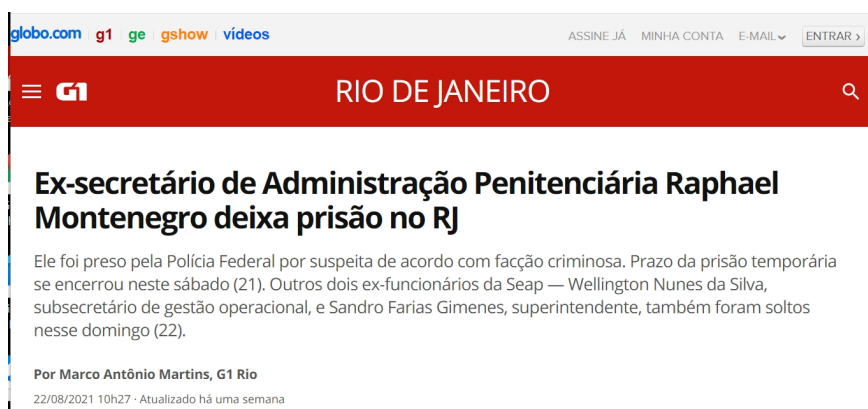 globo.com g1 ge gshow vídeos ASSINE JÁ MINHA CONTA E-MAIL ENTRAR ›
G1 RIO DE JANEIRO
Ex-secretário de Administração Penitenciária Raphael
Montenegro deixa prisão no RJ
Ele foi preso pela Polícia Federal por suspeita de acordo com facção criminosa. Prazo da prisão temporária
se encerrou neste sábado (21). Outros dois ex-funcionários da Seap — Wellington Nunes da Silva,
subsecretário de gestão operacional, e Sandro Farias Gimenes, superintendente, também foram soltos
nesse domingo (22).
Por Marco Antônio Martins, G1 Rio
22/08/2021 10h27 · Atualizado há uma semana